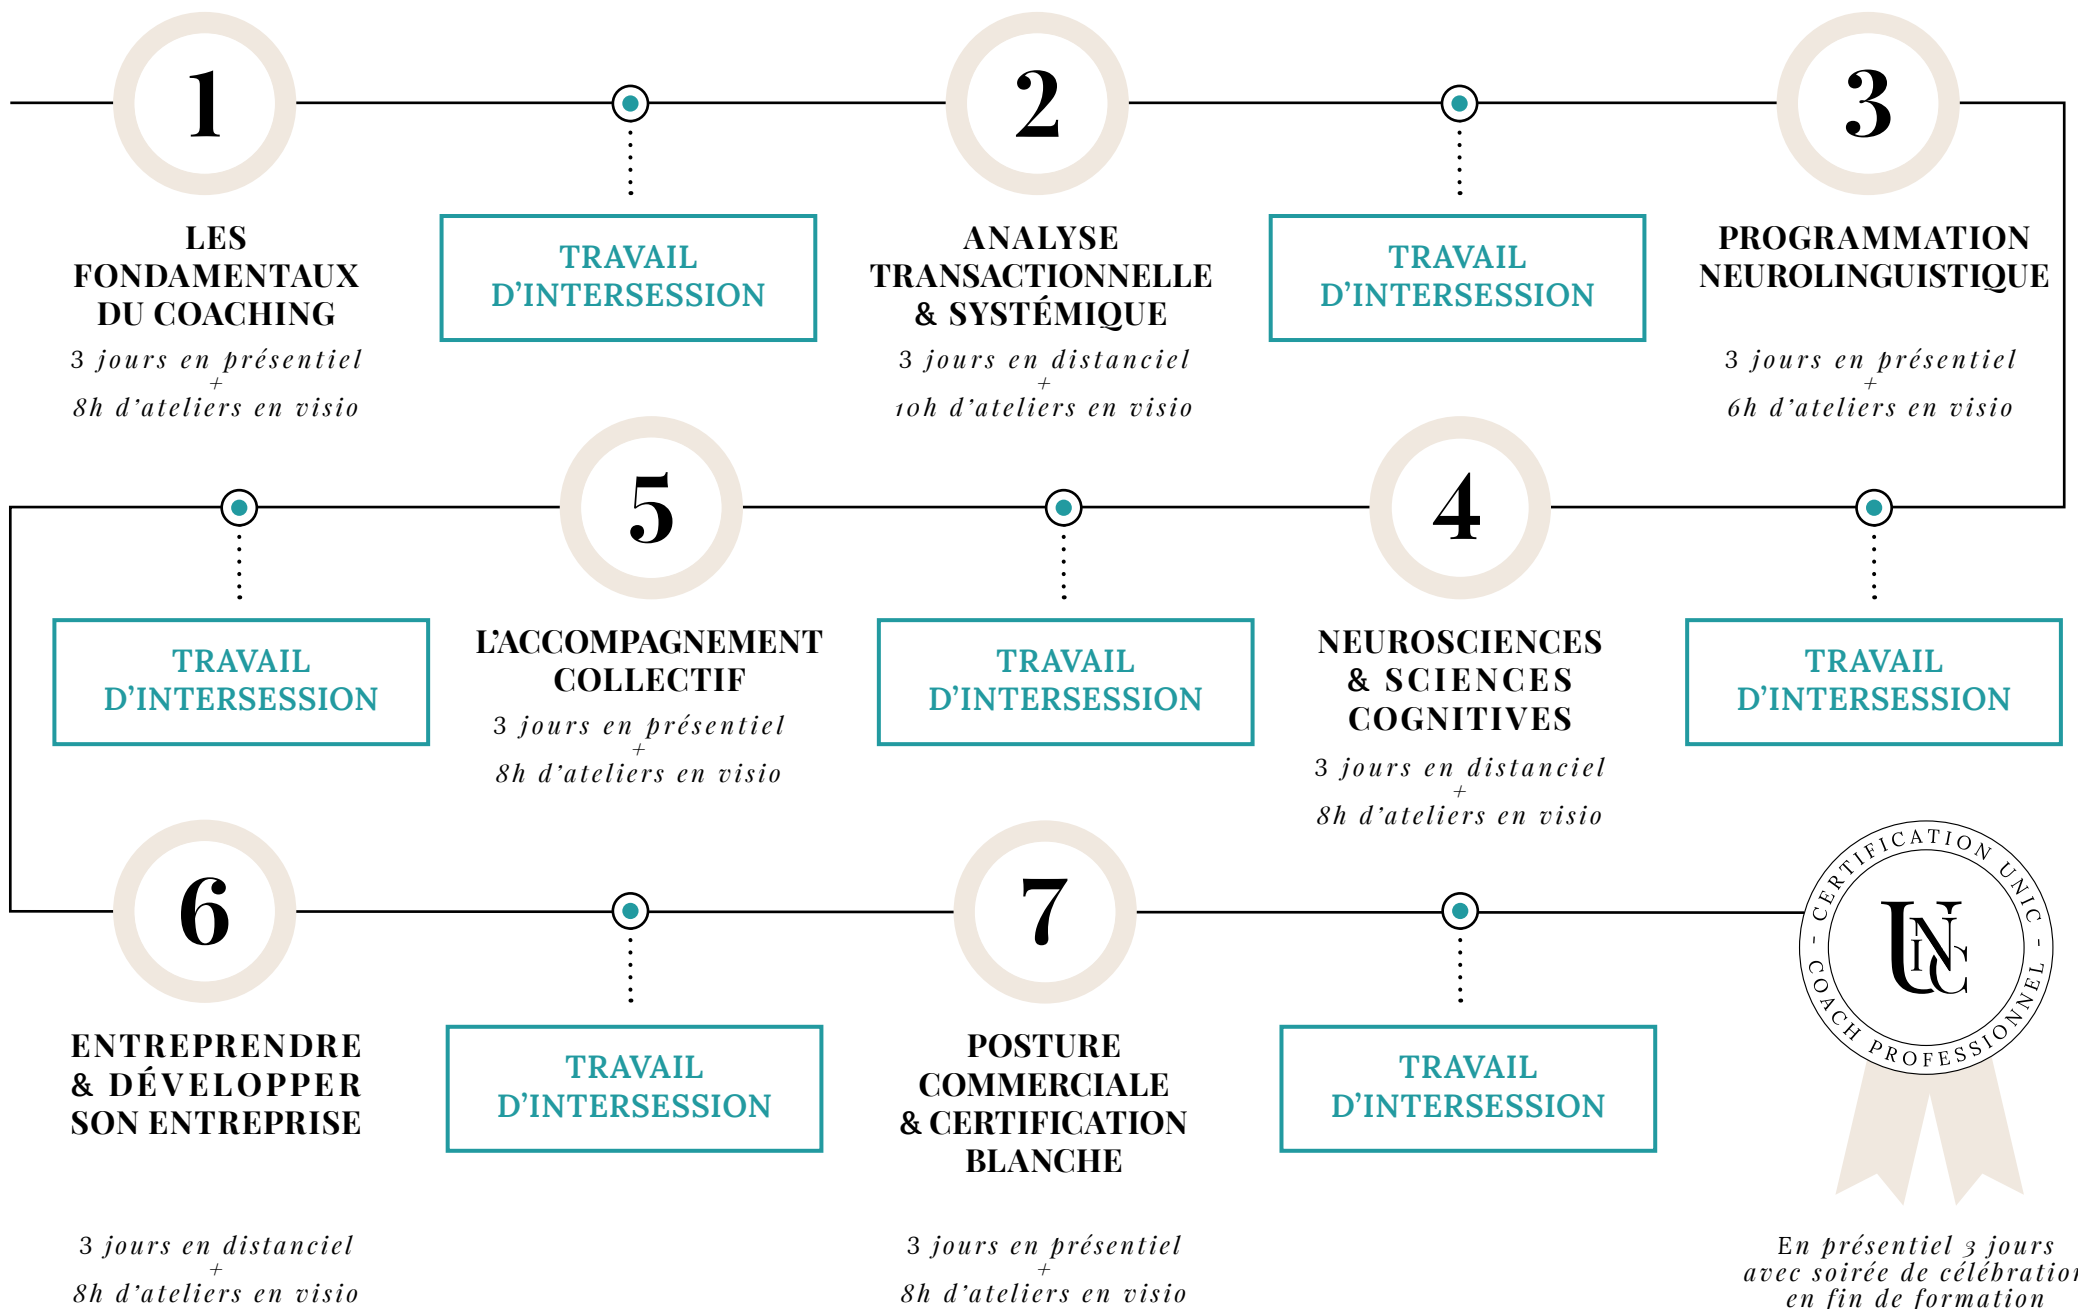 1
LES
FONDAMENTAUX
DU COACHING
3 jours en présentiel
+
8h d’ateliers en visio
TRAVAIL
D’INTERSESSION
2
ANALYSE
TRANSACTIONNELLE
& SYSTÉMIQUE
3 jours en distanciel
+
10h d’ateliers en visio
TRAVAIL
D’INTERSESSION
3
PROGRAMMATION
NEUROLINGUISTIQUE
3 jours en présentiel
+
6h d’ateliers en visio
TRAVAIL
D’INTERSESSION
4
NEUROSCIENCES
& SCIENCES
COGNITIVES
3 jours en distanciel
+
8h d’ateliers en visio
TRAVAIL
D’INTERSESSION
5
L’ACCOMPAGNEMENT
COLLECTIF
3 jours en présentiel
+
8h d’ateliers en visio
TRAVAIL
D’INTERSESSION
6
ENTREPRENDRE
& DÉVELOPPER
SON ENTREPRISE
3 jours en distanciel
+
8h d’ateliers en visio
TRAVAIL
D’INTERSESSION
7
POSTURE
COMMERCIALE
& CERTIFICATION
BLANCHE
3 jours en présentiel
+
8h d’ateliers en visio
TRAVAIL
D’INTERSESSION
- CERTIFICATION UNIC -
UNIC
COACH PROFESSIONNEL
En présentiel 3 jours
avec soirée de célébration
en fin de formation